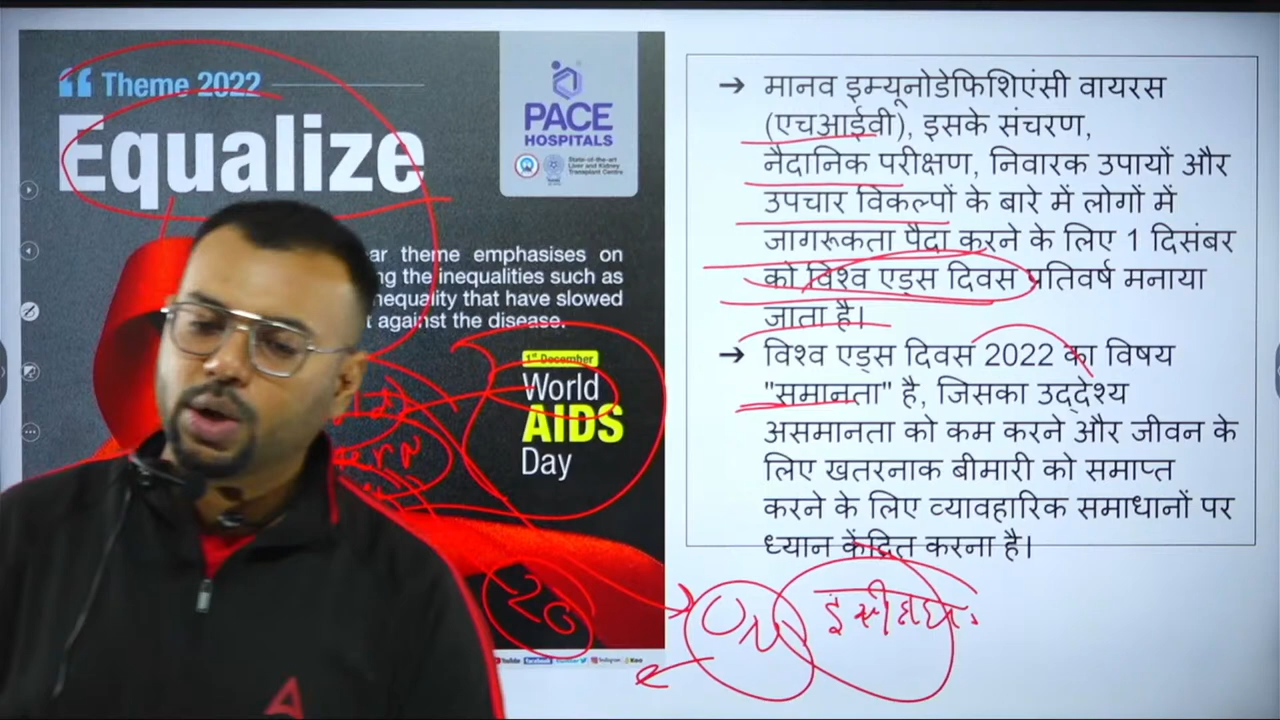 Theme 2022
Equalize
PACE
HOSPITALS
State-of-the-art
Liver and Kidney
Transplant Centre
ar theme emphasises on
ng the inequalities such as
nequality that have slowed
t against the disease.
1st December
World
AIDS
Day
20
➔ मानव इम्यूनोडेफिशिएंसी वायरस
(एचआईवी), इसके संचरण,
नैदानिक परीक्षण, निवारक उपायों और
उपचार विकल्पों के बारे में लोगों में
जागरूकता पैदा करने के लिए 1 दिसंबर
को विश्व एड्स दिवस प्रतिवर्ष मनाया
जाता है।
➔ विश्व एड्स दिवस 2022 का विषय
"समानता" है, जिसका उद्देश्य
असमानता को कम करने और जीवन के
लिए खतरनाक बीमारी को समाप्त
करने के लिए व्यावहारिक समाधानों पर
ध्यान केंद्रित करना है।